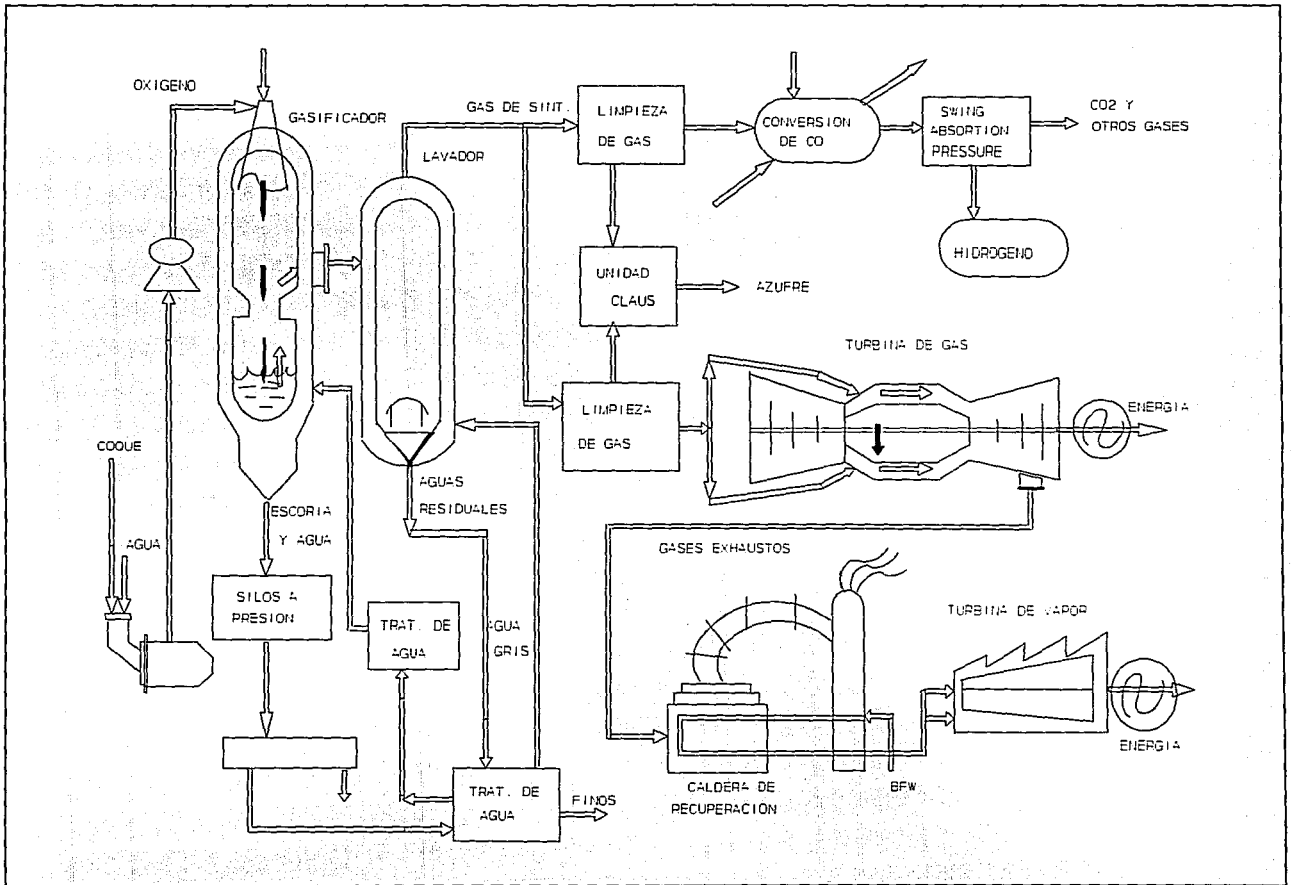 OXIGENO
GASIFICADOR
GAS DE SINT.
LAVADOR
LIMPIEZA
DE GAS
CONVERSION
DE CO
SWING
ABSORTION
PRESSURE
CO2 Y
OTROS GASES
HIDROGENO
UNIDAD
CLAUS
AZUFRE
TURBINA DE GAS
LIMPIEZA
DE GAS
ENERGIA
COQUE
AGUA
ESCORIA
Y AGUA
AGUAS
RESIDUALES
GASES EXHAUSTOS
SILOS A
PRESION
TRAT. DE
AGUA
AGUA
GRIS
TURBINA DE VAPOR
ENERGIA
CALDERA DE
RECUPERACION
BFW
TRAT. DE
AGUA
FINOS